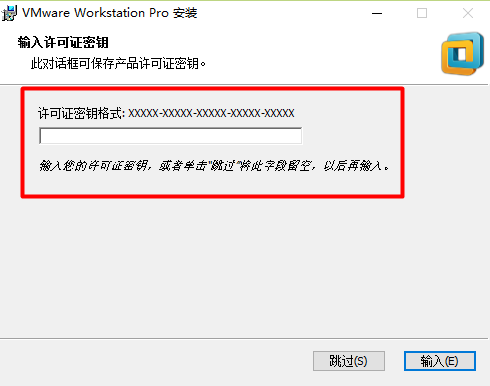 VMware Workstation Pro 安装
输入许可证密钥
此对话框可保存产品许可证密钥。
许可证密钥格式: XXXXX-XXXXX-XXXXX-XXXXX-XXXXX
输入您的许可证密钥，或者单击"跳过"将此字段留空，以后再输入。
跳过(S) 输入(E)